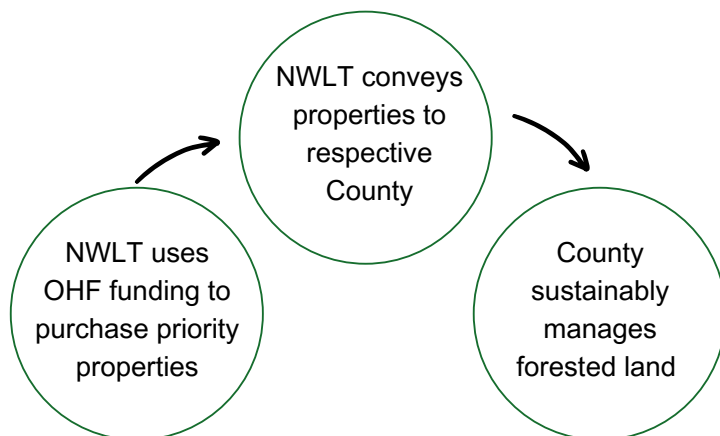 NWLT uses
OHF funding to
purchase priority
properties
NWLT conveys
properties to
respective
County
County
sustainably
manages
forested land